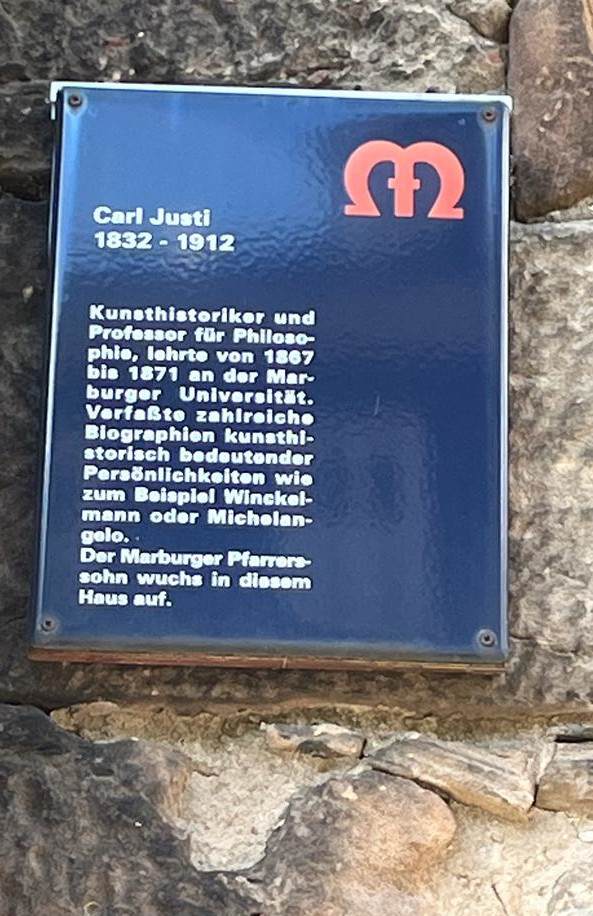 Carl Justi
1832 - 1912
Kunsthistoriker und
Professor für Philoso-
phie, lehrte von 1867
bis 1871 an der Mar-
burger Universität.
Verfaßte zahlreiche
Biographien kunsthi-
storisch bedeutender
Persönlichkeiten wie
zum Beispiel Winckel-
mann oder Michelan-
gelo.
Der Marburger Pfarrers-
sohn wuchs in diesem
Haus auf.